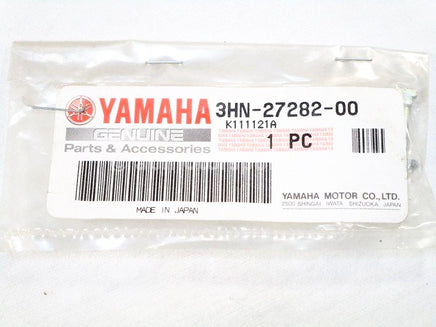 YAMAHA 3HN-27282-00
K111121A
GENUINE
Parts & Accessories
1 PC
YAMAHA MOTOR CO.,LTD.
2500 SHINGAI IWATA SHIZUOKA JAPAN
MADE IN JAPAN